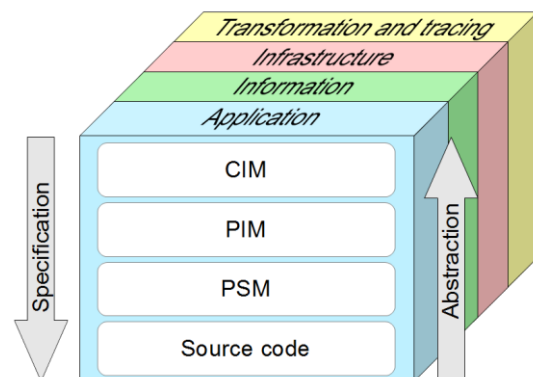 Transformation and tracing
Infrastructure
Information
Application
CIM
PIM
PSM
Source code
Specification
Abstraction